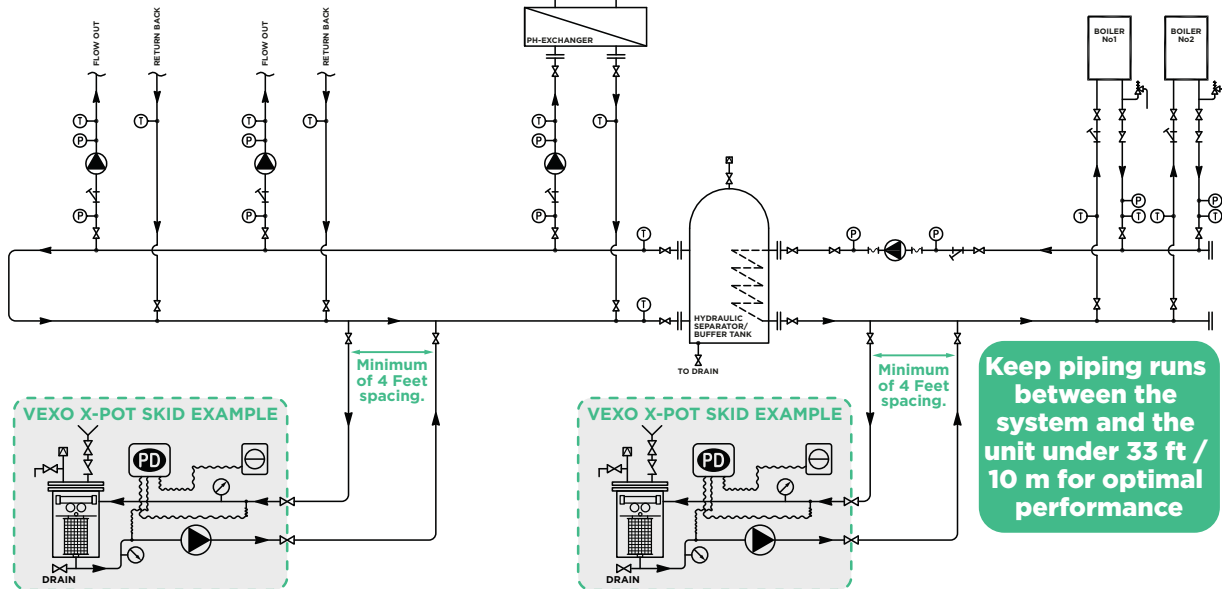 FLOW OUT
RETURN BACK
FLOW OUT
RETURN BACK
PH-EXCHANGER
BOILER
No1
BOILER
No2
T
T
T
T
T
T
P
P
P
P
P
P
T
T
P
P
T
P
T
T
P
T
HYDRAULIC
SEPARATOR/
BUFFER TANK
TO DRAIN
Minimum
of 4 Feet
spacing.
Minimum
of 4 Feet
spacing.
Keep piping runs
between the
system and the
unit under 33 ft /
10 m for optimal
performance
VEXO X-POT SKID EXAMPLE
PD
DRAIN
VEXO X-POT SKID EXAMPLE
PD
DRAIN